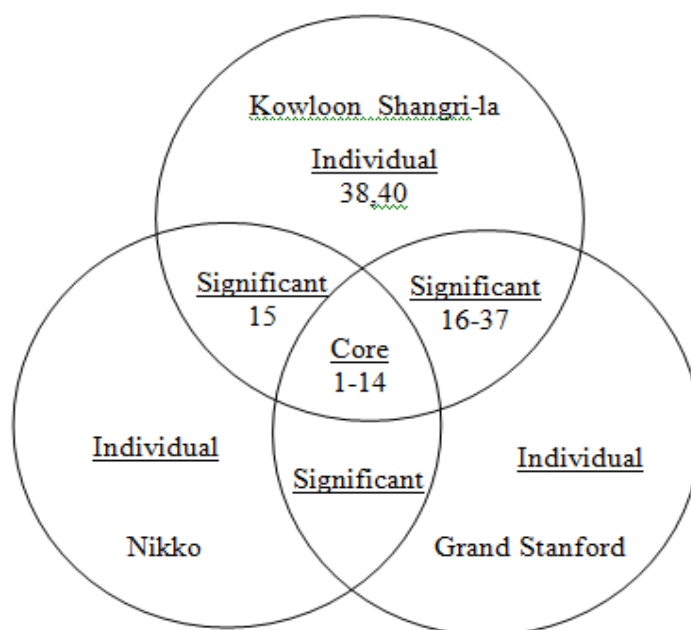 Kowloon Shangri-la
Individual
38,40
Significant
15
Significant
16-37
Core
1-14
Individual
Individual
Significant
Nikko
Grand Stanford